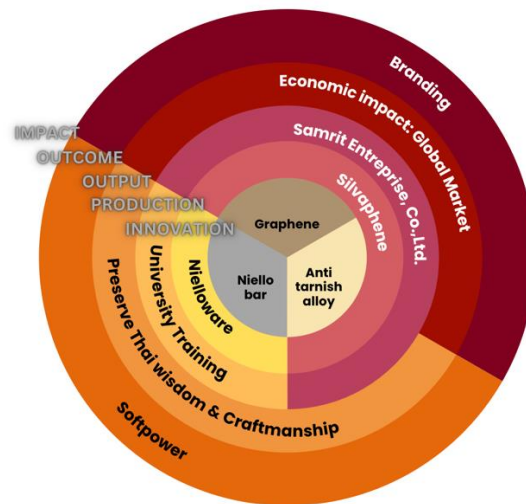 Branding
Economic impact: Global Market
Samrit Entreprise, Co.,Ltd.
Silvaphene
IMPACT
OUTCOME
OUTPUT
PRODUCTION
INNOVATION
Graphene
Niello
bar
Anti
tarnish
alloy
Nielloware
University Training
Preserve Thai wisdom & Craftmanship
Softpower